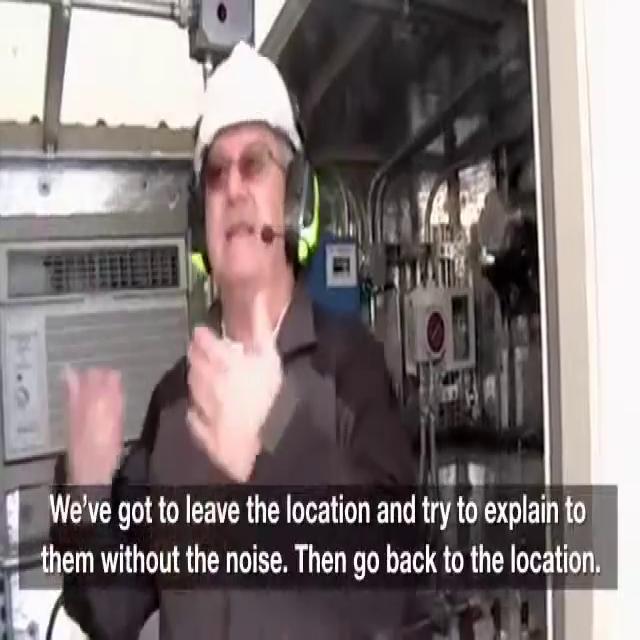 We've got to leave the location and try to explain to
them without the noise. Then go back to the location.